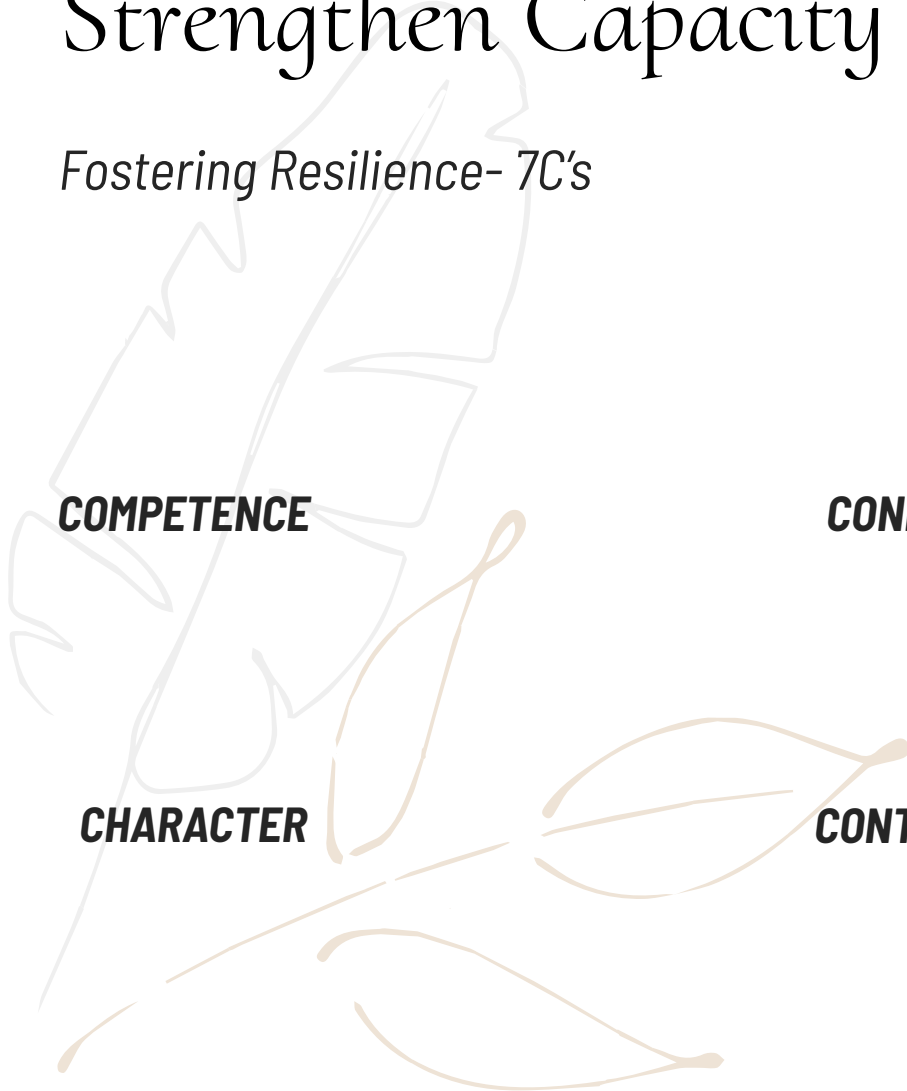 Strengthen Capacity
Fostering Resilience- 7C's
COMPETENCE
CHARACTER